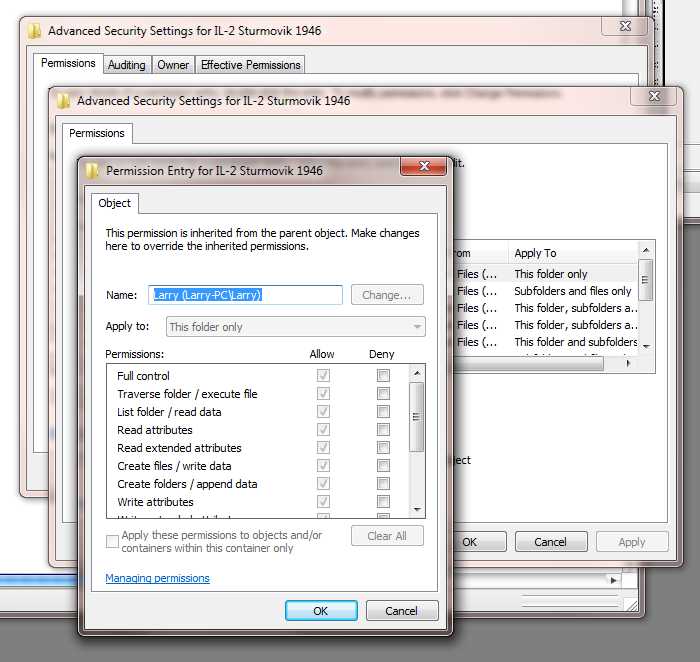 Advanced Security Settings for IL-2 Sturmovik 1946
Permissions Auditing Owner Effective Permissions
Advanced Security Settings for IL-2 Sturmovik 1946
Permissions
Permission Entry for IL-2 Sturmovik 1946
Object
This permission is inherited from the parent object. Make changes
here to override the inherited permissions.
Name: Larry (Larry-PC\Larry) Change...
Apply to: This folder only
Permissions: Allow Deny
Full control
Traverse folder / execute file
List folder / read data
Read attributes
Read extended attributes
Create files / write data
Create folders / append data
Write attributes
Apply these permissions to objects and/or
containers within this container only
Clear All
Managing permissions
OK Cancel
Apply To
Files (... This folder only
Files (... Subfolders and files only
Files (... This folder, subfolders a...
Files (... This folder, subfolders a...
Files (... This folder and subfolders
OK Cancel Apply